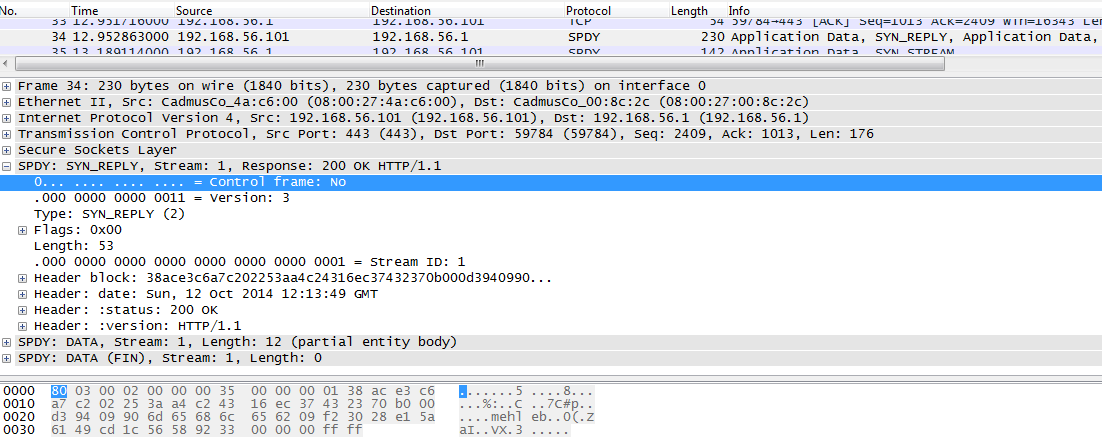 No. Time Source Destination Protocol Length Info
33 12.951716000 192.168.56.1 192.168.56.101 TCP 54 59784→443 [ACK] Seq=1013 Ack=2409 Win=16343 Len
34 12.952863000 192.168.56.101 192.168.56.1 SPDY 230 Application Data, SYN_REPLY, Application Data,
35 13.189114000 192.168.56.1 192.168.56.101 SPDY 142 Application Data, SYN_STREAM
Frame 34: 230 bytes on wire (1840 bits), 230 bytes captured (1840 bits) on interface 0
Ethernet II, Src: CadmusCo_4a:c6:00 (08:00:27:4a:c6:00), Dst: CadmusCo_00:8c:2c (08:00:27:00:8c:2c)
Internet Protocol Version 4, Src: 192.168.56.101 (192.168.56.101), Dst: 192.168.56.1 (192.168.56.1)
Transmission Control Protocol, Src Port: 443 (443), Dst Port: 59784 (59784), Seq: 2409, Ack: 1013, Len: 176
Secure Sockets Layer
SPDY: SYN_REPLY, Stream: 1, Response: 200 OK HTTP/1.1
0... .... .... .... = Control frame: No
.000 0000 0000 0011 = Version: 3
Type: SYN_REPLY (2)
Flags: 0x00
Length: 53
.000 0000 0000 0000 0000 0000 0000 0001 = Stream ID: 1
Header block: 38ace3c6a7c202253aa4c24316ec37432370b000d3940990...
Header: date: Sun, 12 Oct 2014 12:13:49 GMT
Header: :status: 200 OK
Header: :version: HTTP/1.1
SPDY: DATA, Stream: 1, Length: 12 (partial entity body)
SPDY: DATA (FIN), Stream: 1, Length: 0
0000 80 03 00 02 00 00 00 35 00 00 00 01 38 ac e3 c6 .......5 ....8...
0010 a7 c2 02 25 3a a4 c2 43 16 ec 37 43 23 70 b0 00 ...%:..C ..7C#p..
0020 d3 94 09 90 6d 65 68 6c 65 62 09 f2 30 28 e1 5a ....mehl eb..0(.Z
0030 61 49 cd 1c 56 58 92 33 00 00 00 ff ff aI..VX.3 .....